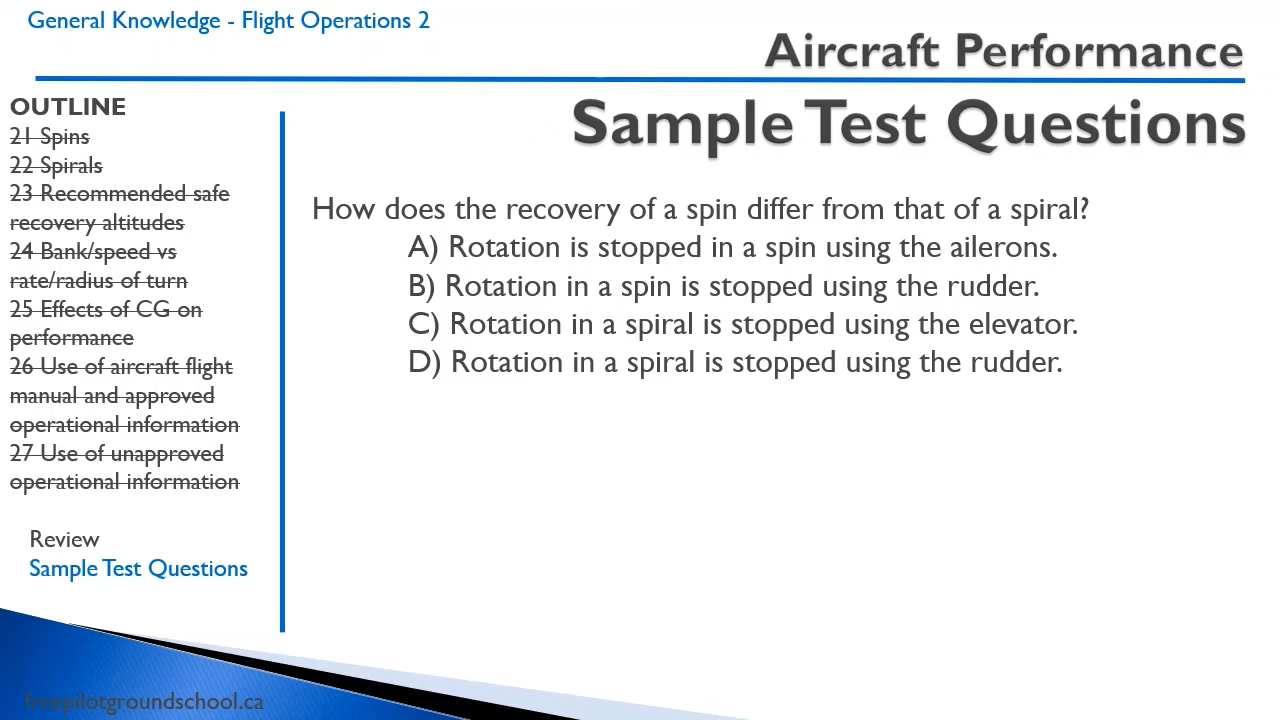 General Knowledge - Flight Operations 2
Aircraft Performance
Sample Test Questions
OUTLINE
21 Spins
22 Spirals
23 Recommended safe
recovery altitudes
24 Bank/speed vs
rate/radius of turn
25 Effects of CG on
performance
26 Use of aircraft flight
manual and approved
operational information
27 Use of unapproved
operational information
Review
Sample Test Questions
How does the recovery of a spin differ from that of a spiral?
A) Rotation is stopped in a spin using the ailerons.
B) Rotation in a spin is stopped using the rudder.
C) Rotation in a spiral is stopped using the elevator.
D) Rotation in a spiral is stopped using the rudder.
freepilotgroundschool.ca